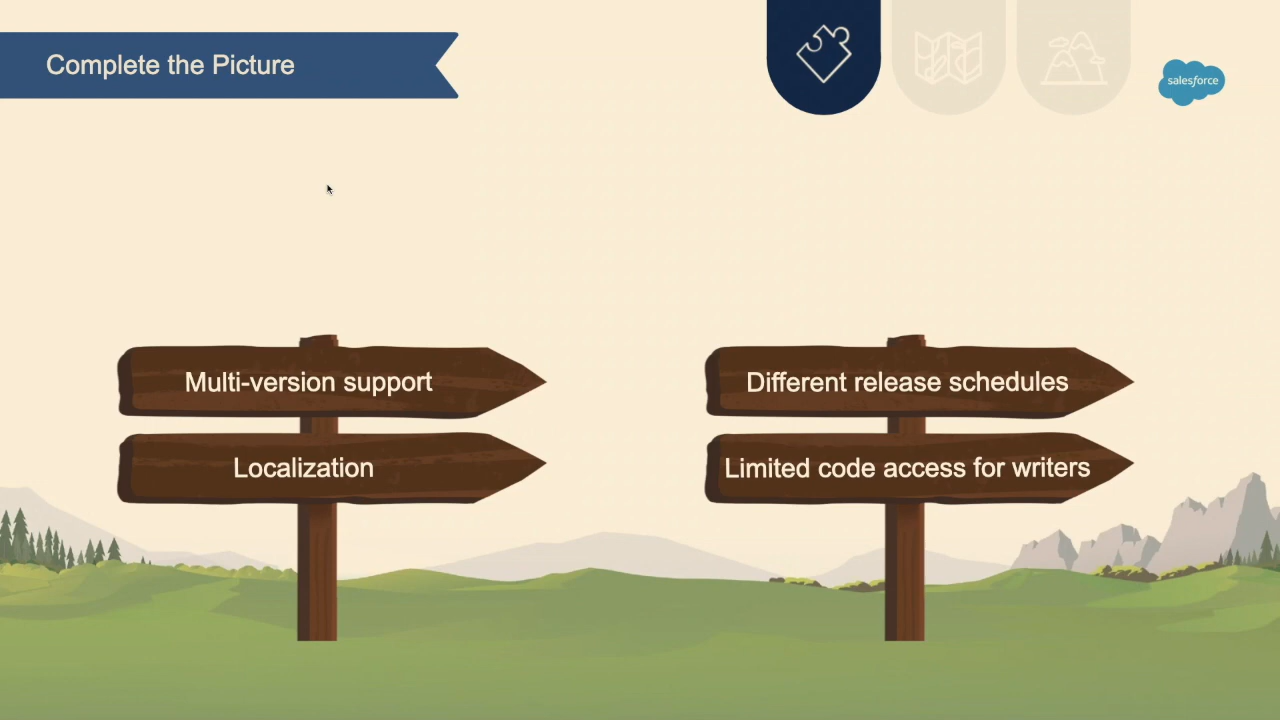 Complete the Picture
salesforce
Multi-version support
Localization
Different release schedules
Limited code access for writers